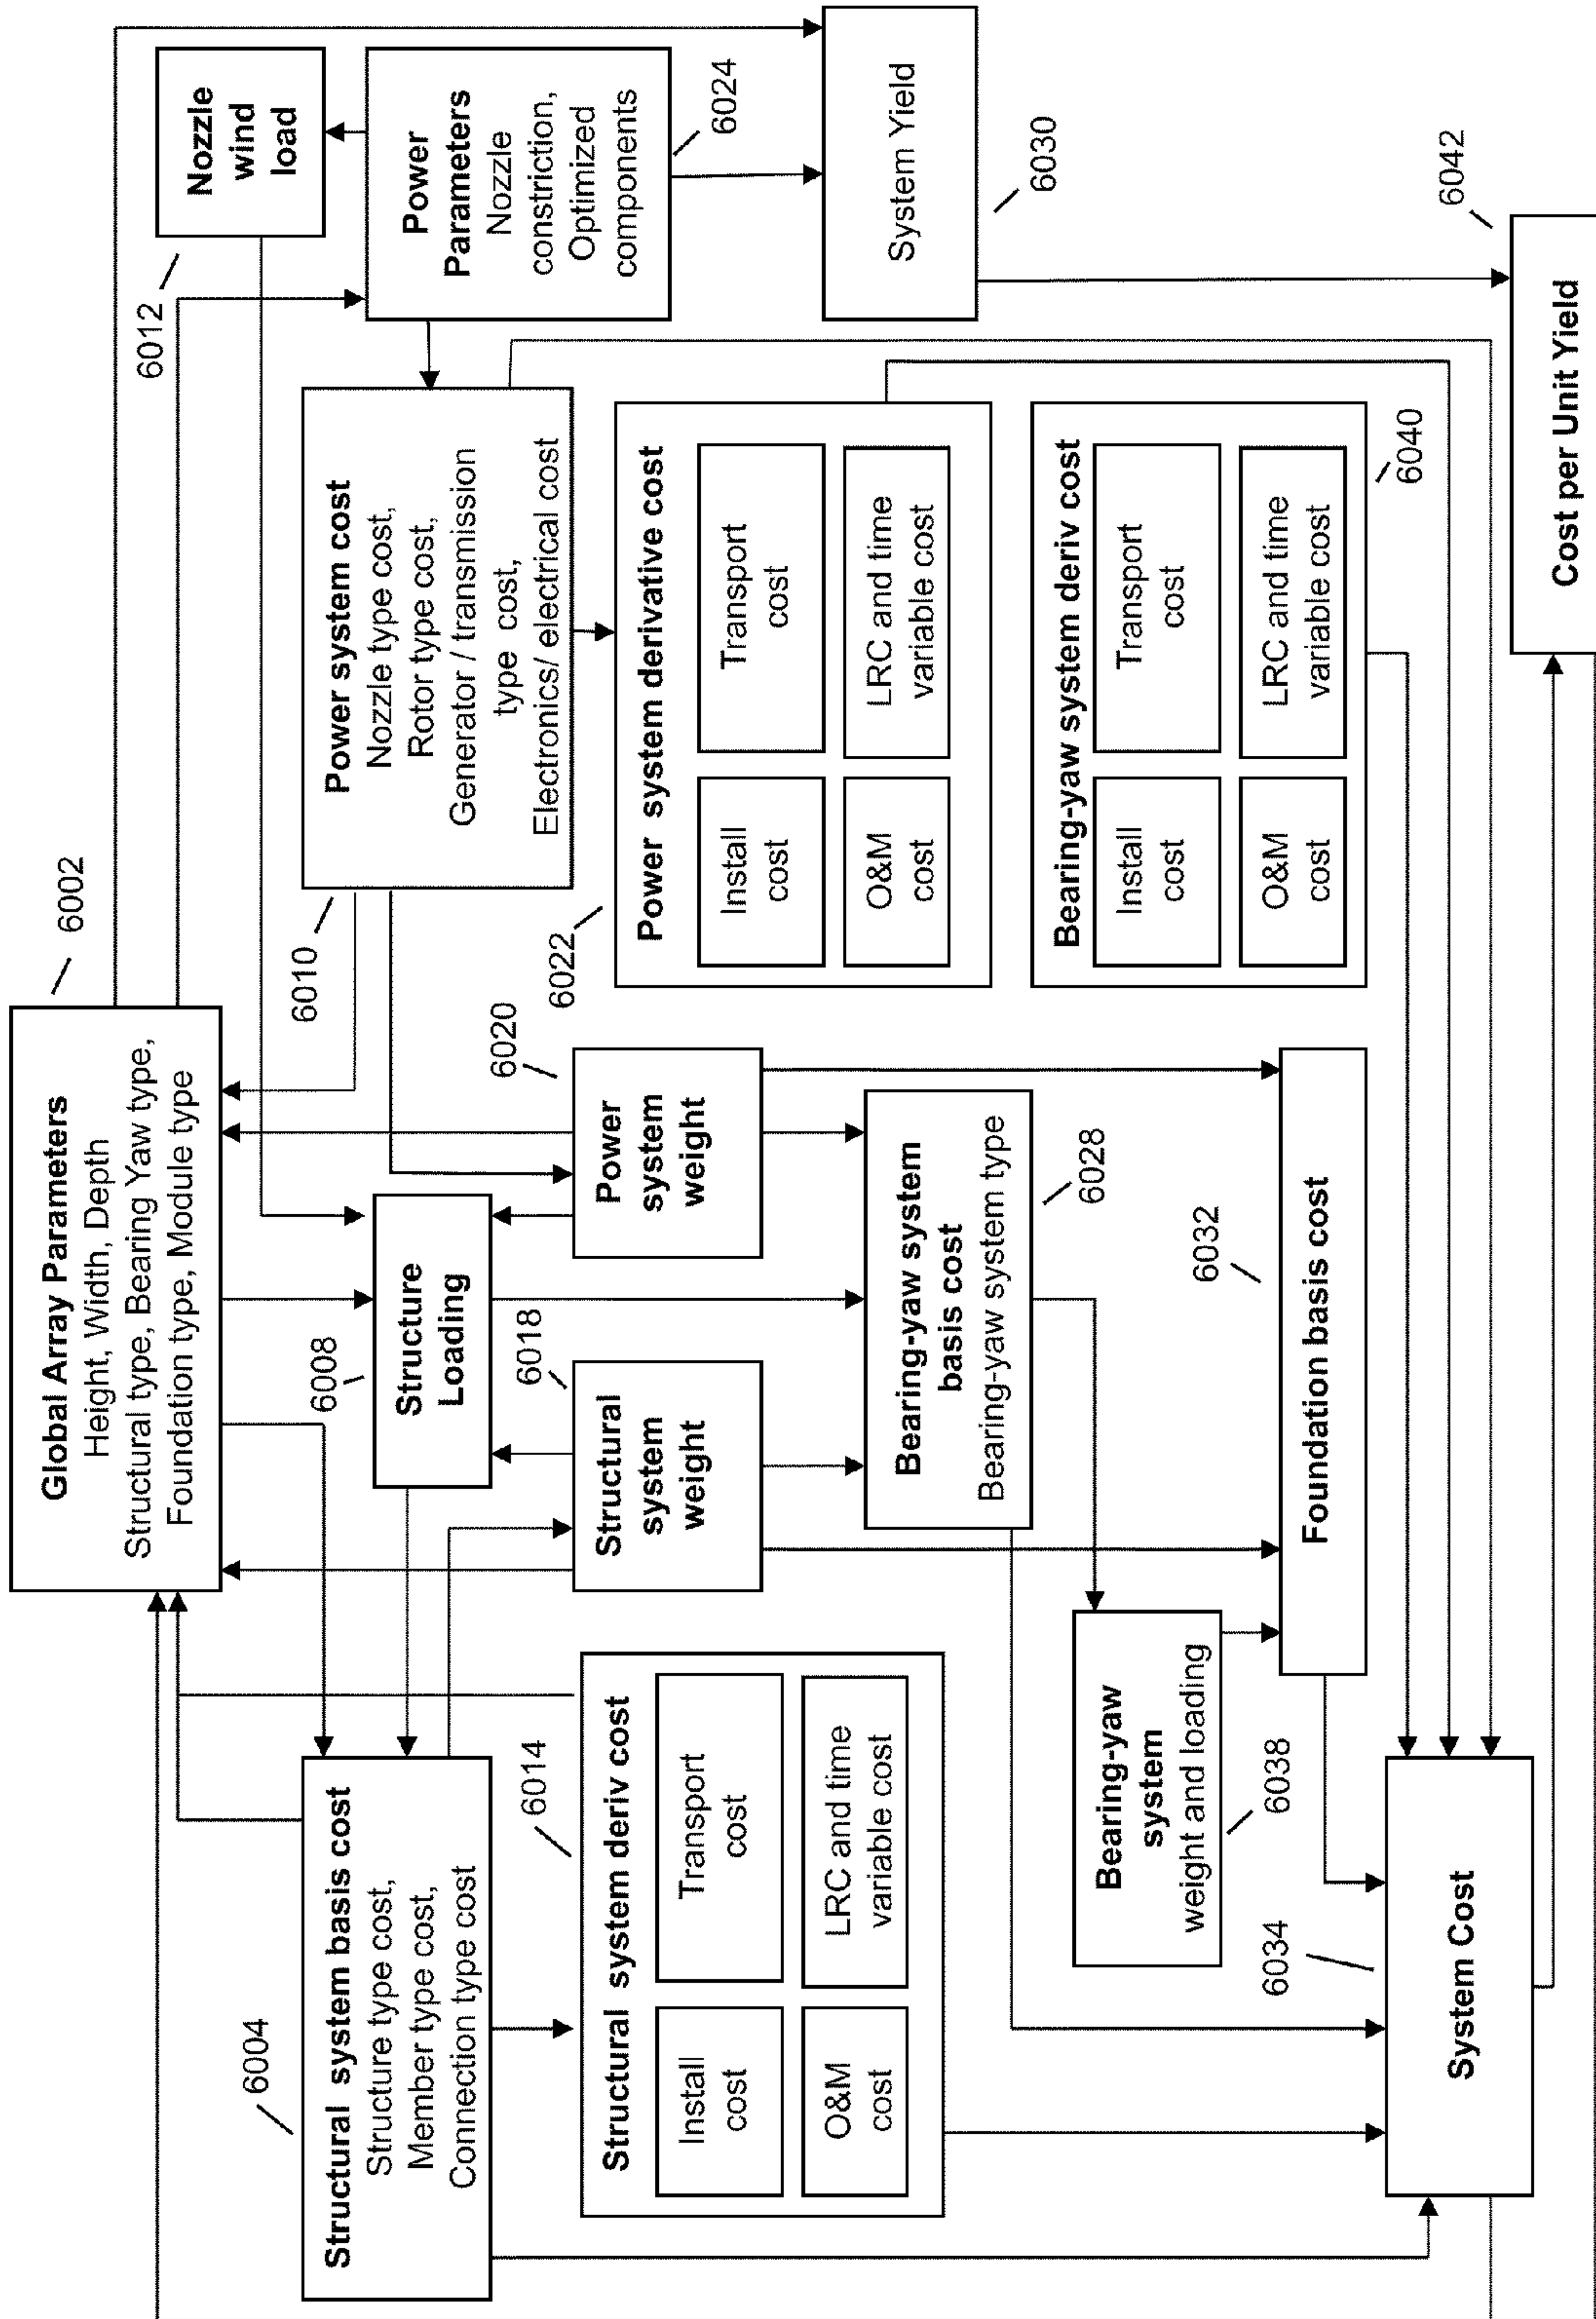 6002
Global Array Parameters
Height, Width, Depth
Structural type, Bearing Yaw type,
Foundation type, Module type
6004
Structural system basis cost
Structure type cost,
Member type cost,
Connection type cost
6008
Structure
Loading
6010
Power system cost
Nozzle type cost,
Rotor type cost,
Generator / transmission
type cost,
Electronics/ electrical cost
6012
Nozzle
wind
load
Power
Parameters
Nozzle
constriction,
Optimized
components
6024
6014
Structural system deriv cost
Install
cost
Transport
cost
O&M
cost
LRC and time
variable cost
6018
Structural
system
weight
6020
Power
system
weight
6022
Power system derivative cost
Install
cost
Transport
cost
O&M
cost
LRC and time
variable cost
System Yield
6030
Bearing-yaw system
basis cost
Bearing-yaw system type
6028
Bearing-yaw system deriv cost
Install
cost
Transport
cost
O&M
cost
LRC and time
variable cost
6040
Bearing-yaw
system
weight and loading
6038
6032
Foundation basis cost
6034
System Cost
6042
Cost per Unit Yield